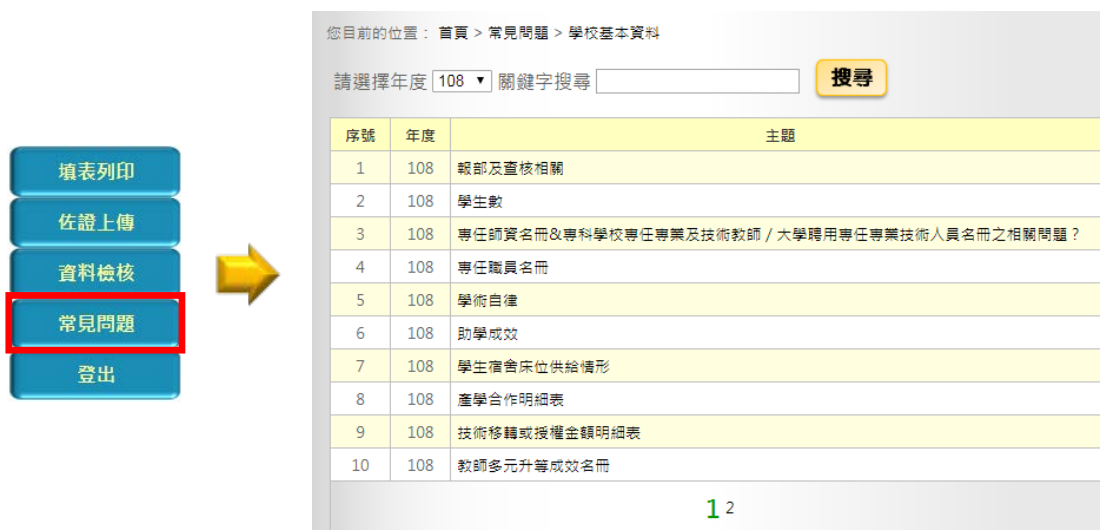 填表列印
佐證上傳
資料檢核
常見問題
登出
您目前的位置： 首頁 > 常見問題 > 學校基本資料
請選擇年度 108 關鍵字搜尋 搜尋
序號 年度 主題
1 108 報部及查核相關
2 108 學生數
3 108 專任師資名冊&專科學校專任專業及技術教師 / 大學聘用專任專業技術人員名冊之相關問題？
4 108 專任職員名冊
5 108 學術自律
6 108 助學成效
7 108 學生宿舍床位供給情形
8 108 產學合作明細表
9 108 技術移轉或授權金額明細表
10 108 教師多元升等成效名冊
1 2